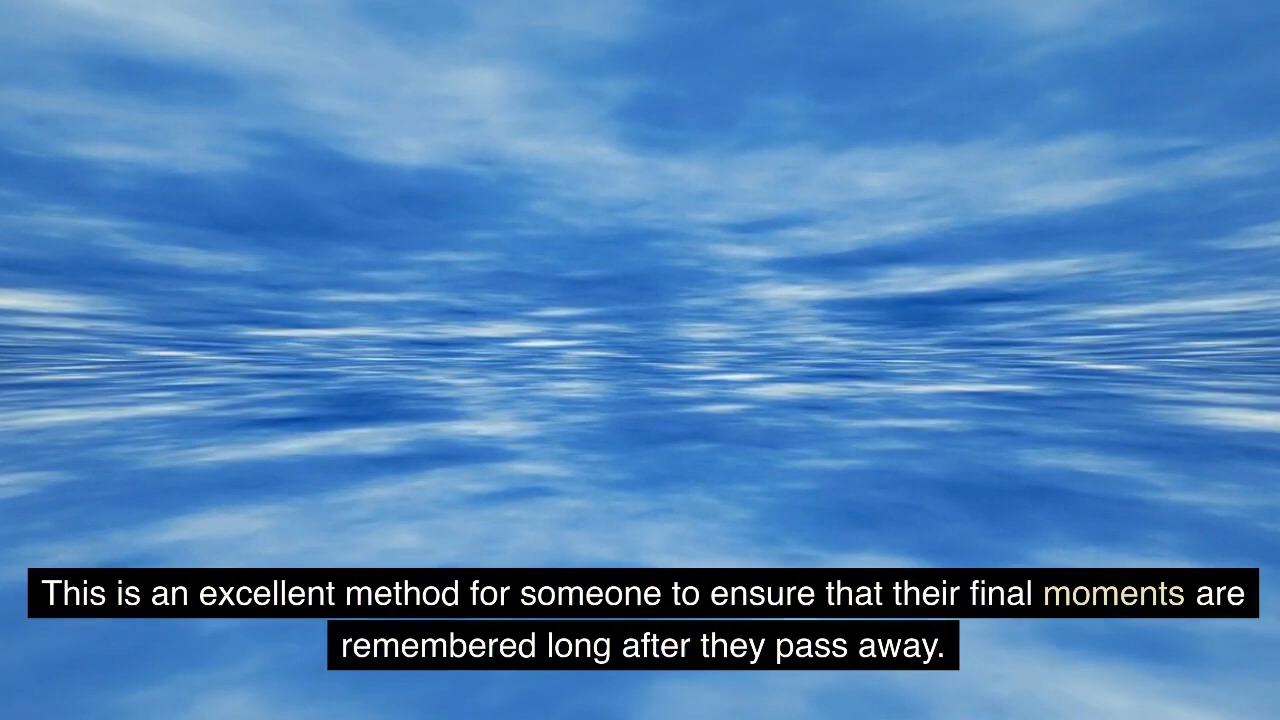 This is an excellent method for someone to ensure that their final moments are
remembered long after they pass away.